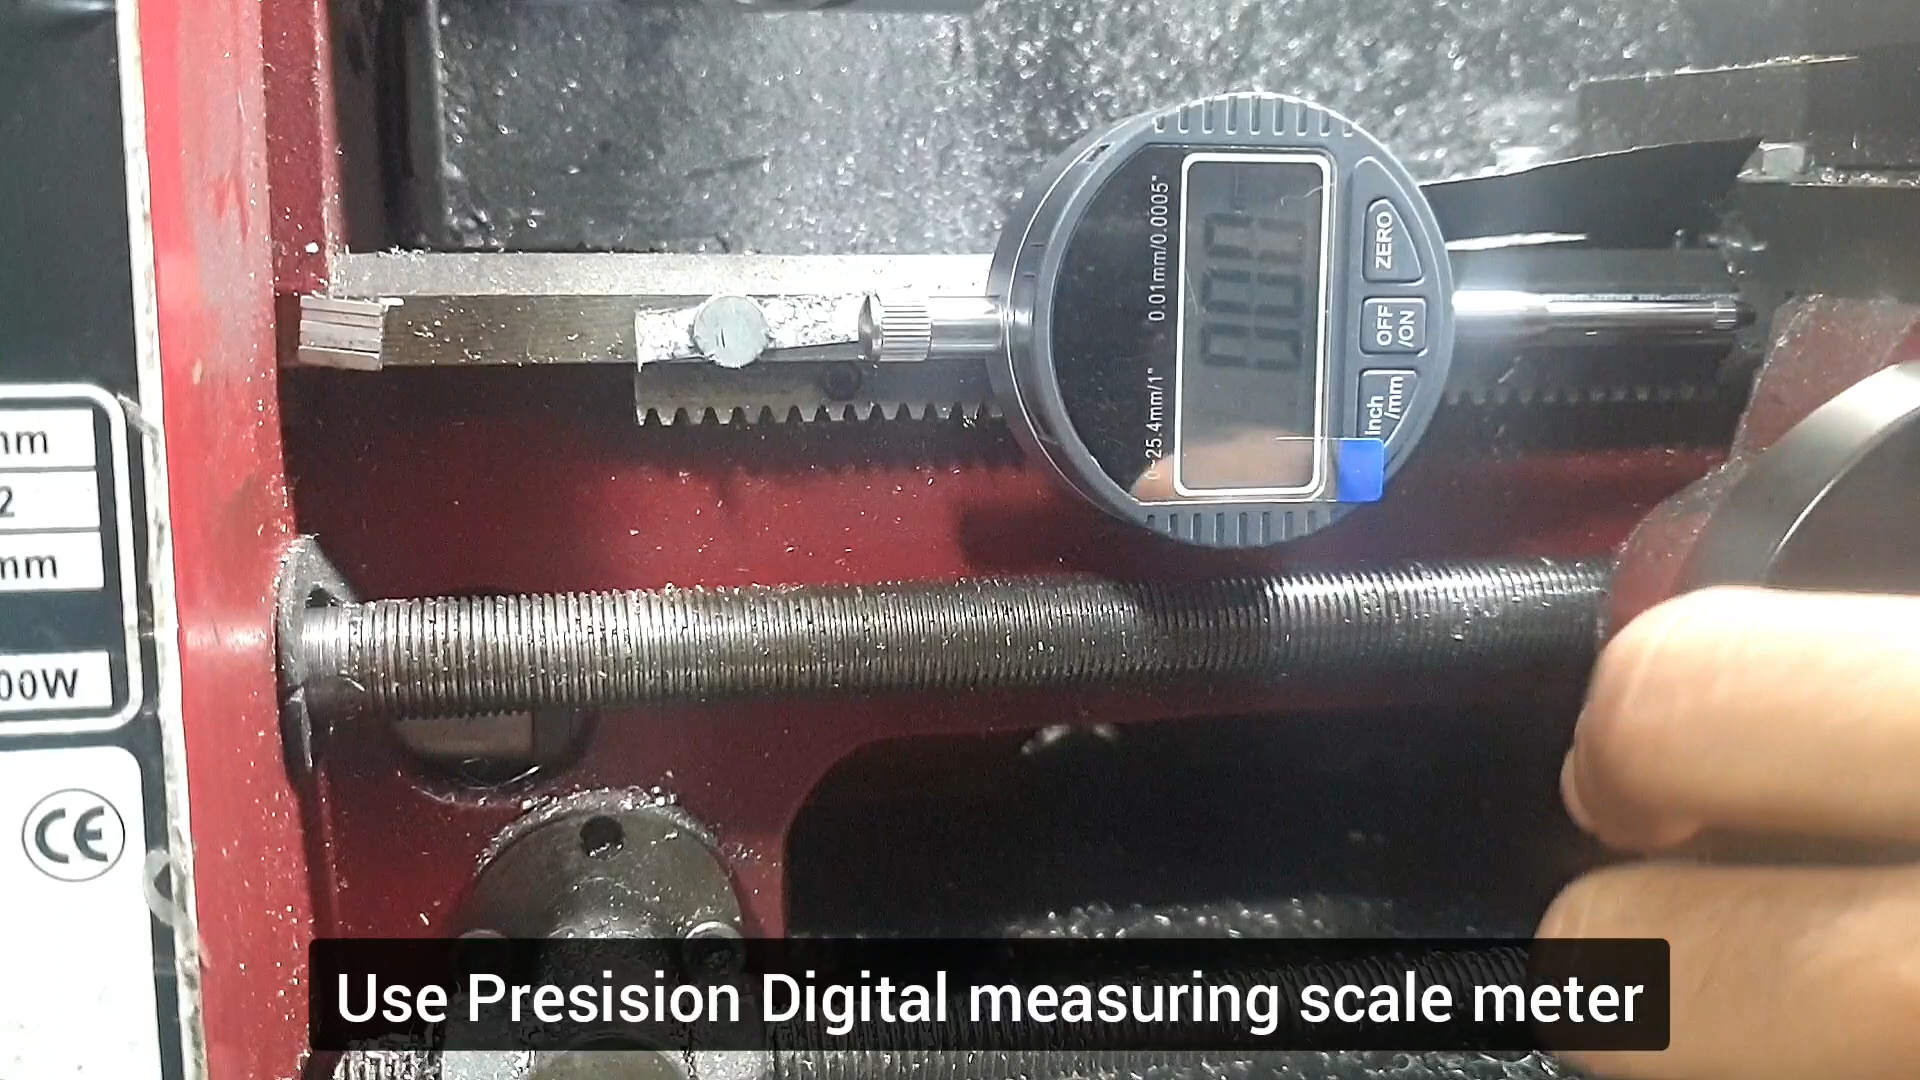 mm
2
mm
00W
CE
0~25.4mm/1" 0.01mm/0.0005"
ZERO
OFF
/ON
inch
/mm
Use Presision Digital measuring scale meter